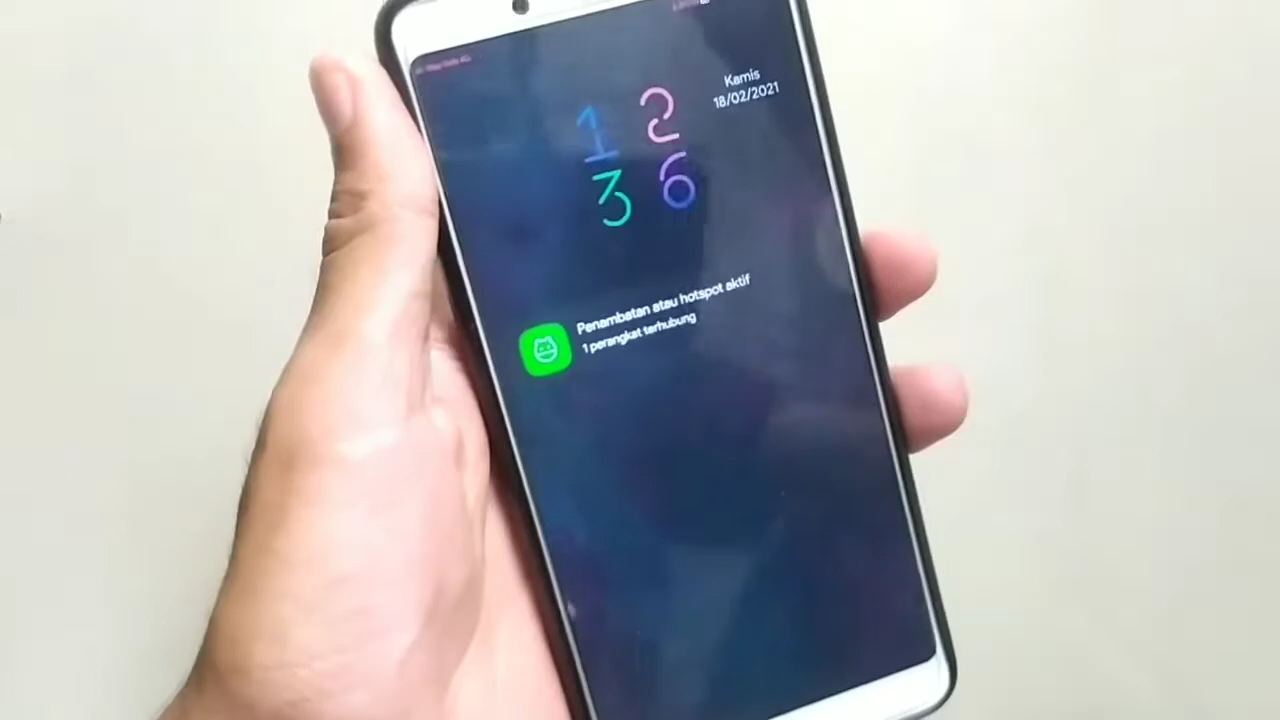 12
36
Kamis
18/02/2021
Penambatan atau hotspot aktif
1 perangkat terhubung